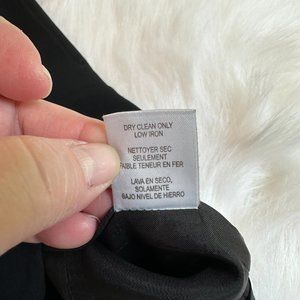 DRY CLEAN ONLY
LOW IRON
NETTOYER SEC
SEULEMENT
FAIBLE TENEUR EN FER
LAVA EN SECO,
SOLAMENTE
BAJO NIVEL DE HIERRO